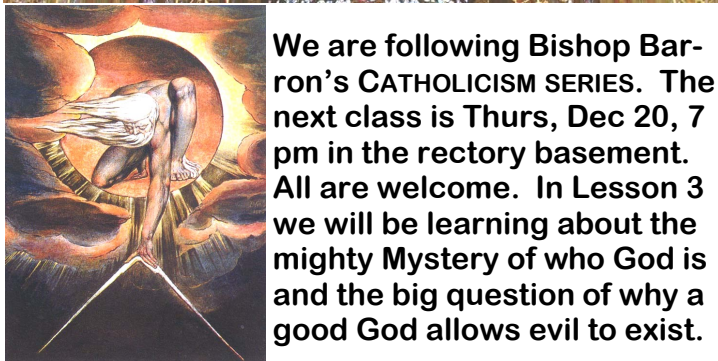 We are following Bishop Bar-
ron’s CATHOLICISM SERIES.  The
next class is Thurs, Dec 20, 7
pm in the rectory basement.
All are welcome.  In Lesson 3
we will be learning about the
mighty Mystery of who God is
and the big question of why a
good God allows evil to exist.